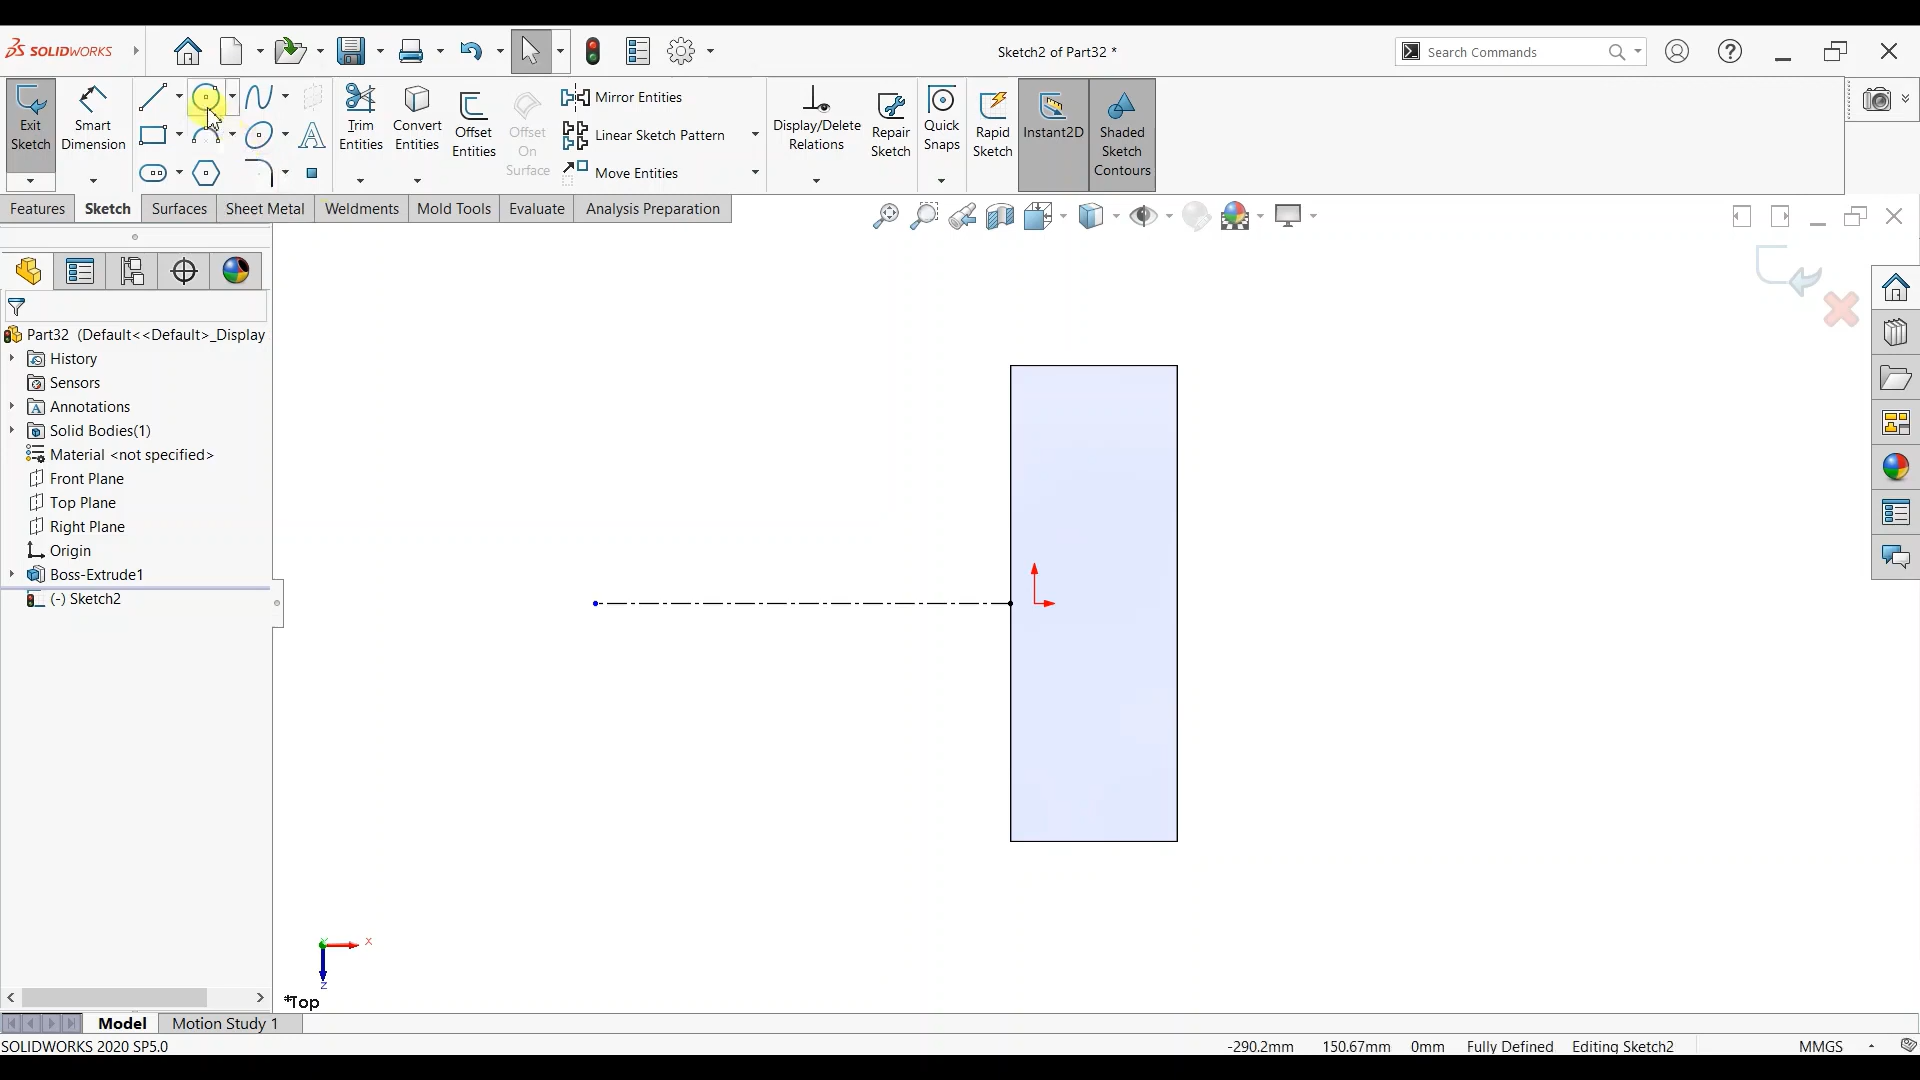 SOLIDWORKS
Sketch2 of Part32 *
Search Commands
Exit
Sketch
Smart
Dimension
Trim
Entities
Convert
Entities
Offset
Entities
Offset
On
Surface
Mirror Entities
Linear Sketch Pattern
Move Entities
Display/Delete
Relations
Repair
Sketch
Quick
Snaps
Rapid
Sketch
Instant2D
Shaded
Sketch
Contours
Features Sketch Surfaces Sheet Metal Weldments Mold Tools Evaluate Analysis Preparation
Part32 (Default<<Default>_Display
History
Sensors
Annotations
Solid Bodies(1)
Material <not specified>
Front Plane
Top Plane
Right Plane
Origin
Boss-Extrude1
(-) Sketch2
Y
X
Z
*Top
Model Motion Study 1
SOLIDWORKS 2020 SP5.0
-290.2mm 150.67mm 0mm Fully Defined Editing Sketch2 MMGS